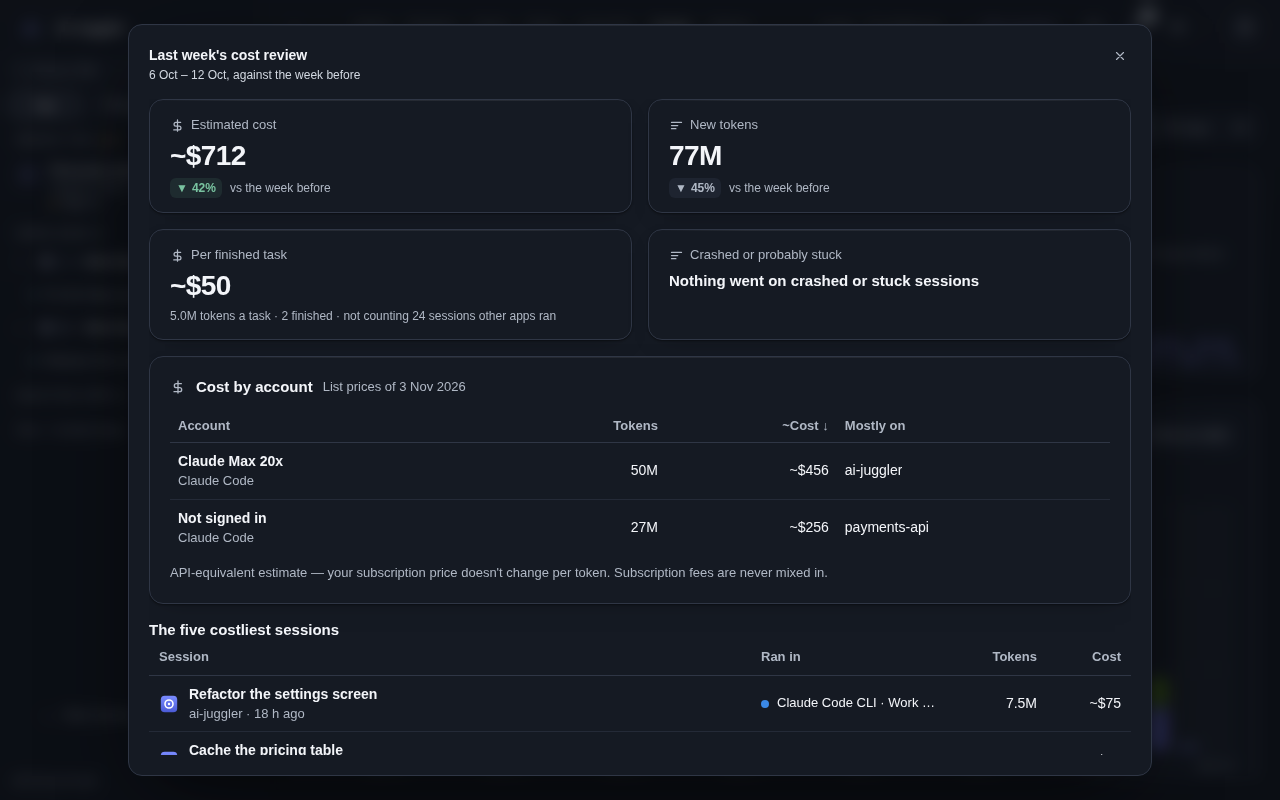 Last week's cost review
6 Oct – 12 Oct, against the week before
Estimated cost
~$712
▼ 42% vs the week before
New tokens
77M
▼ 45% vs the week before
Per finished task
~$50
5.0M tokens a task · 2 finished · not counting 24 sessions other apps ran
Crashed or probably stuck
Nothing went on crashed or stuck sessions
Cost by account List prices of 3 Nov 2026
Account Tokens ~Cost ↓ Mostly on
Claude Max 20x
Claude Code
50M ~$456 ai-juggler
Not signed in
Claude Code
27M ~$256 payments-api
API-equivalent estimate — your subscription price doesn't change per token. Subscription fees are never mixed in.
The five costliest sessions
Session Ran in Tokens Cost
Refactor the settings screen
ai-juggler · 18 h ago
Claude Code CLI · Work … 7.5M ~$75
Cache the pricing table